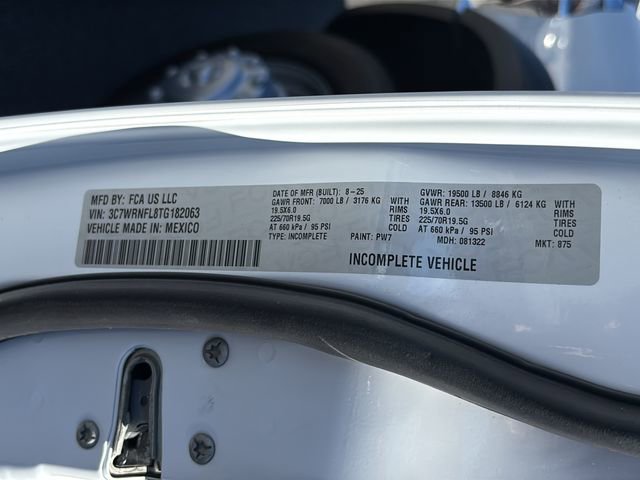 MFD BY: FCA US LLC
VIN: 3C7WRNFL8TG182063
VEHICLE MADE IN: MEXICO
DATE OF MFR (BUILT): 8-25
GAWR FRONT: 7000 LB / 3176 KG WITH
19.5X6.0 RIMS
225/70R19.5G TIRES
AT 660 kPa / 95 PSI COLD
TYPE: INCOMPLETE PAINT: PW7
GVWR: 19500 LB / 8846 KG
GAWR REAR: 13500 LB / 6124 KG WITH
19.5X6.0 RIMS
225/70R19.5G TIRES
AT 660 kPa / 95 PSI COLD
MDH: 081322 MKT: 875
INCOMPLETE VEHICLE